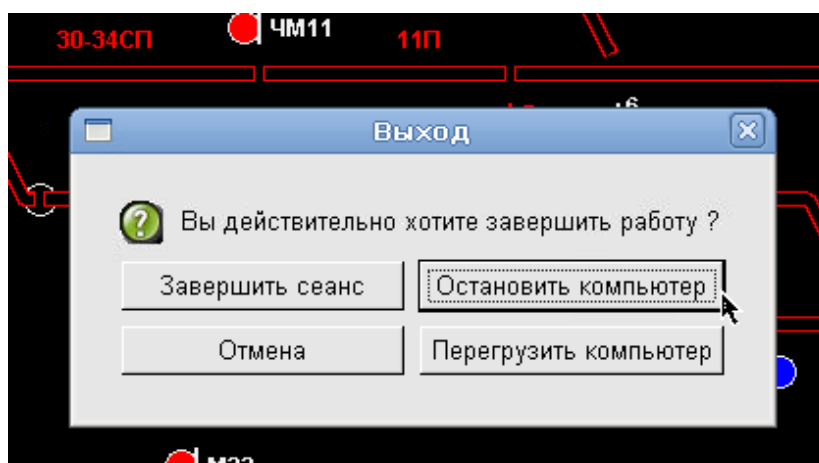 30-34СП
ЧМ11
11П
Выход
Вы действительно хотите завершить работу ?
Завершить сеанс
Остановить компьютер
Отмена
Перегрузить компьютер